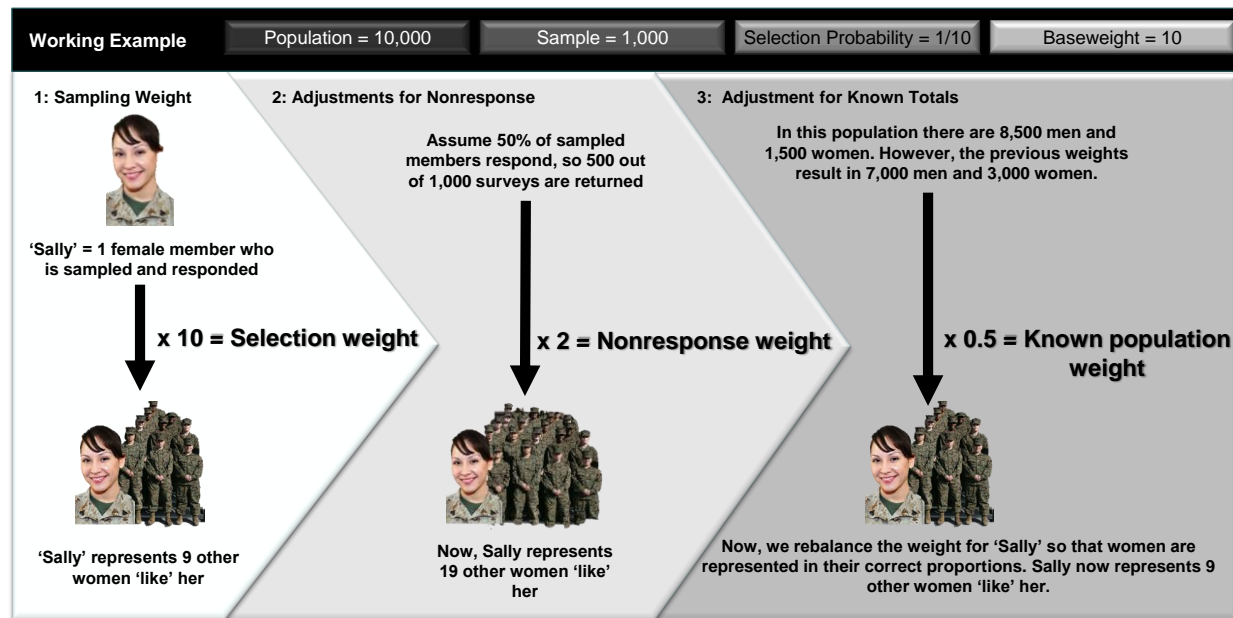 Working Example
Population = 10,000
Sample = 1,000
Selection Probability = 1/10
Baseweight = 10
1: Sampling Weight
‘Sally’ = 1 female member who
is sampled and responded
x 10 = Selection weight
‘Sally’ represents 9 other
women ‘like’ her
2: Adjustments for Nonresponse
Assume 50% of sampled
members respond, so 500 out
of 1,000 surveys are returned
x 2 = Nonresponse weight
Now, Sally represents
19 other women ‘like’
her
3: Adjustment for Known Totals
In this population there are 8,500 men and
1,500 women. However, the previous weights
result in 7,000 men and 3,000 women.
x 0.5 = Known population
weight
Now, we rebalance the weight for ‘Sally’ so that women are
represented in their correct proportions. Sally now represents 9
other women ‘like’ her.